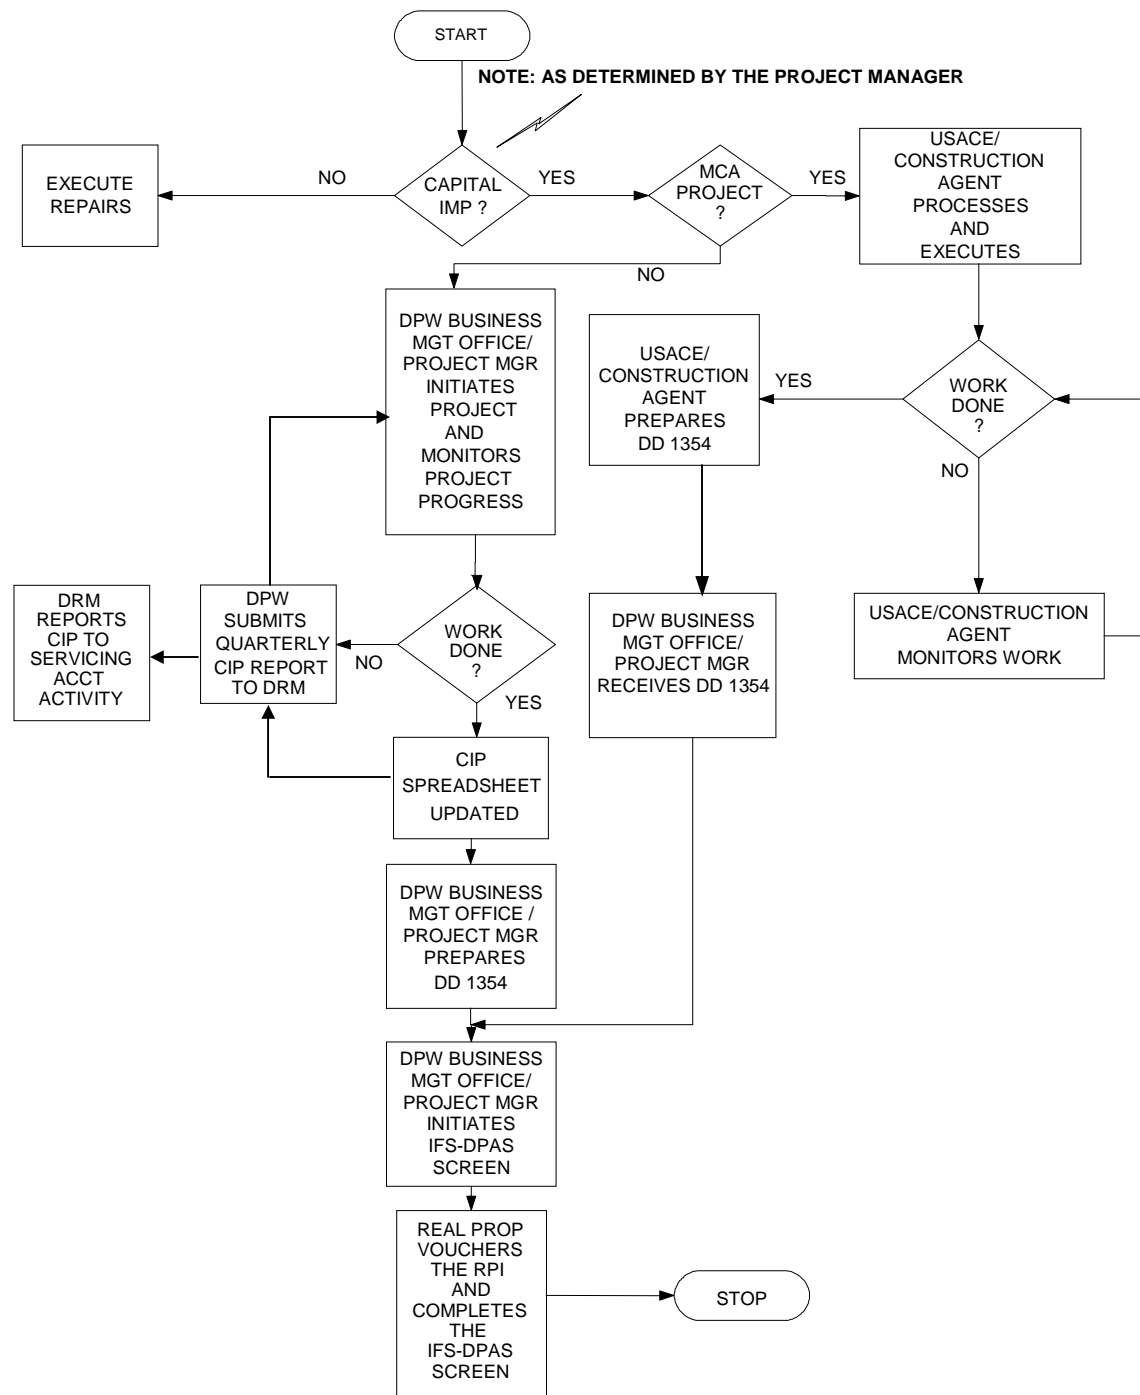 START
NOTE: AS DETERMINED BY THE PROJECT MANAGER
EXECUTE
REPAIRS
NO
CAPITAL
IMP ?
YES
MCA
PROJECT
?
YES
USACE/
CONSTRUCTION
AGENT
PROCESSES
AND
EXECUTES
NO
DPW BUSINESS
MGT OFFICE/
PROJECT MGR
INITIATES
PROJECT
AND
MONITORS
PROJECT
PROGRESS
USACE/
CONSTRUCTION
AGENT
PREPARES
DD 1354
YES
WORK
DONE
?
NO
DRM
REPORTS
CIP TO
SERVICING
ACCT
ACTIVITY
DPW
SUBMITS
QUARTERLY
CIP REPORT
TO DRM
NO
WORK
DONE
?
YES
DPW BUSINESS
MGT OFFICE/
PROJECT MGR
RECEIVES DD 1354
USACE/CONSTRUCTION
AGENT
MONITORS WORK
CIP
SPREADSHEET
UPDATED
DPW BUSINESS
MGT OFFICE /
PROJECT MGR
PREPARES
DD 1354
DPW BUSINESS
MGT OFFICE/
PROJECT MGR
INITIATES
IFS-DPAS
SCREEN
REAL PROP
VOUCHERS
THE RPI
AND
COMPLETES
THE
IFS-DPAS
SCREEN
STOP